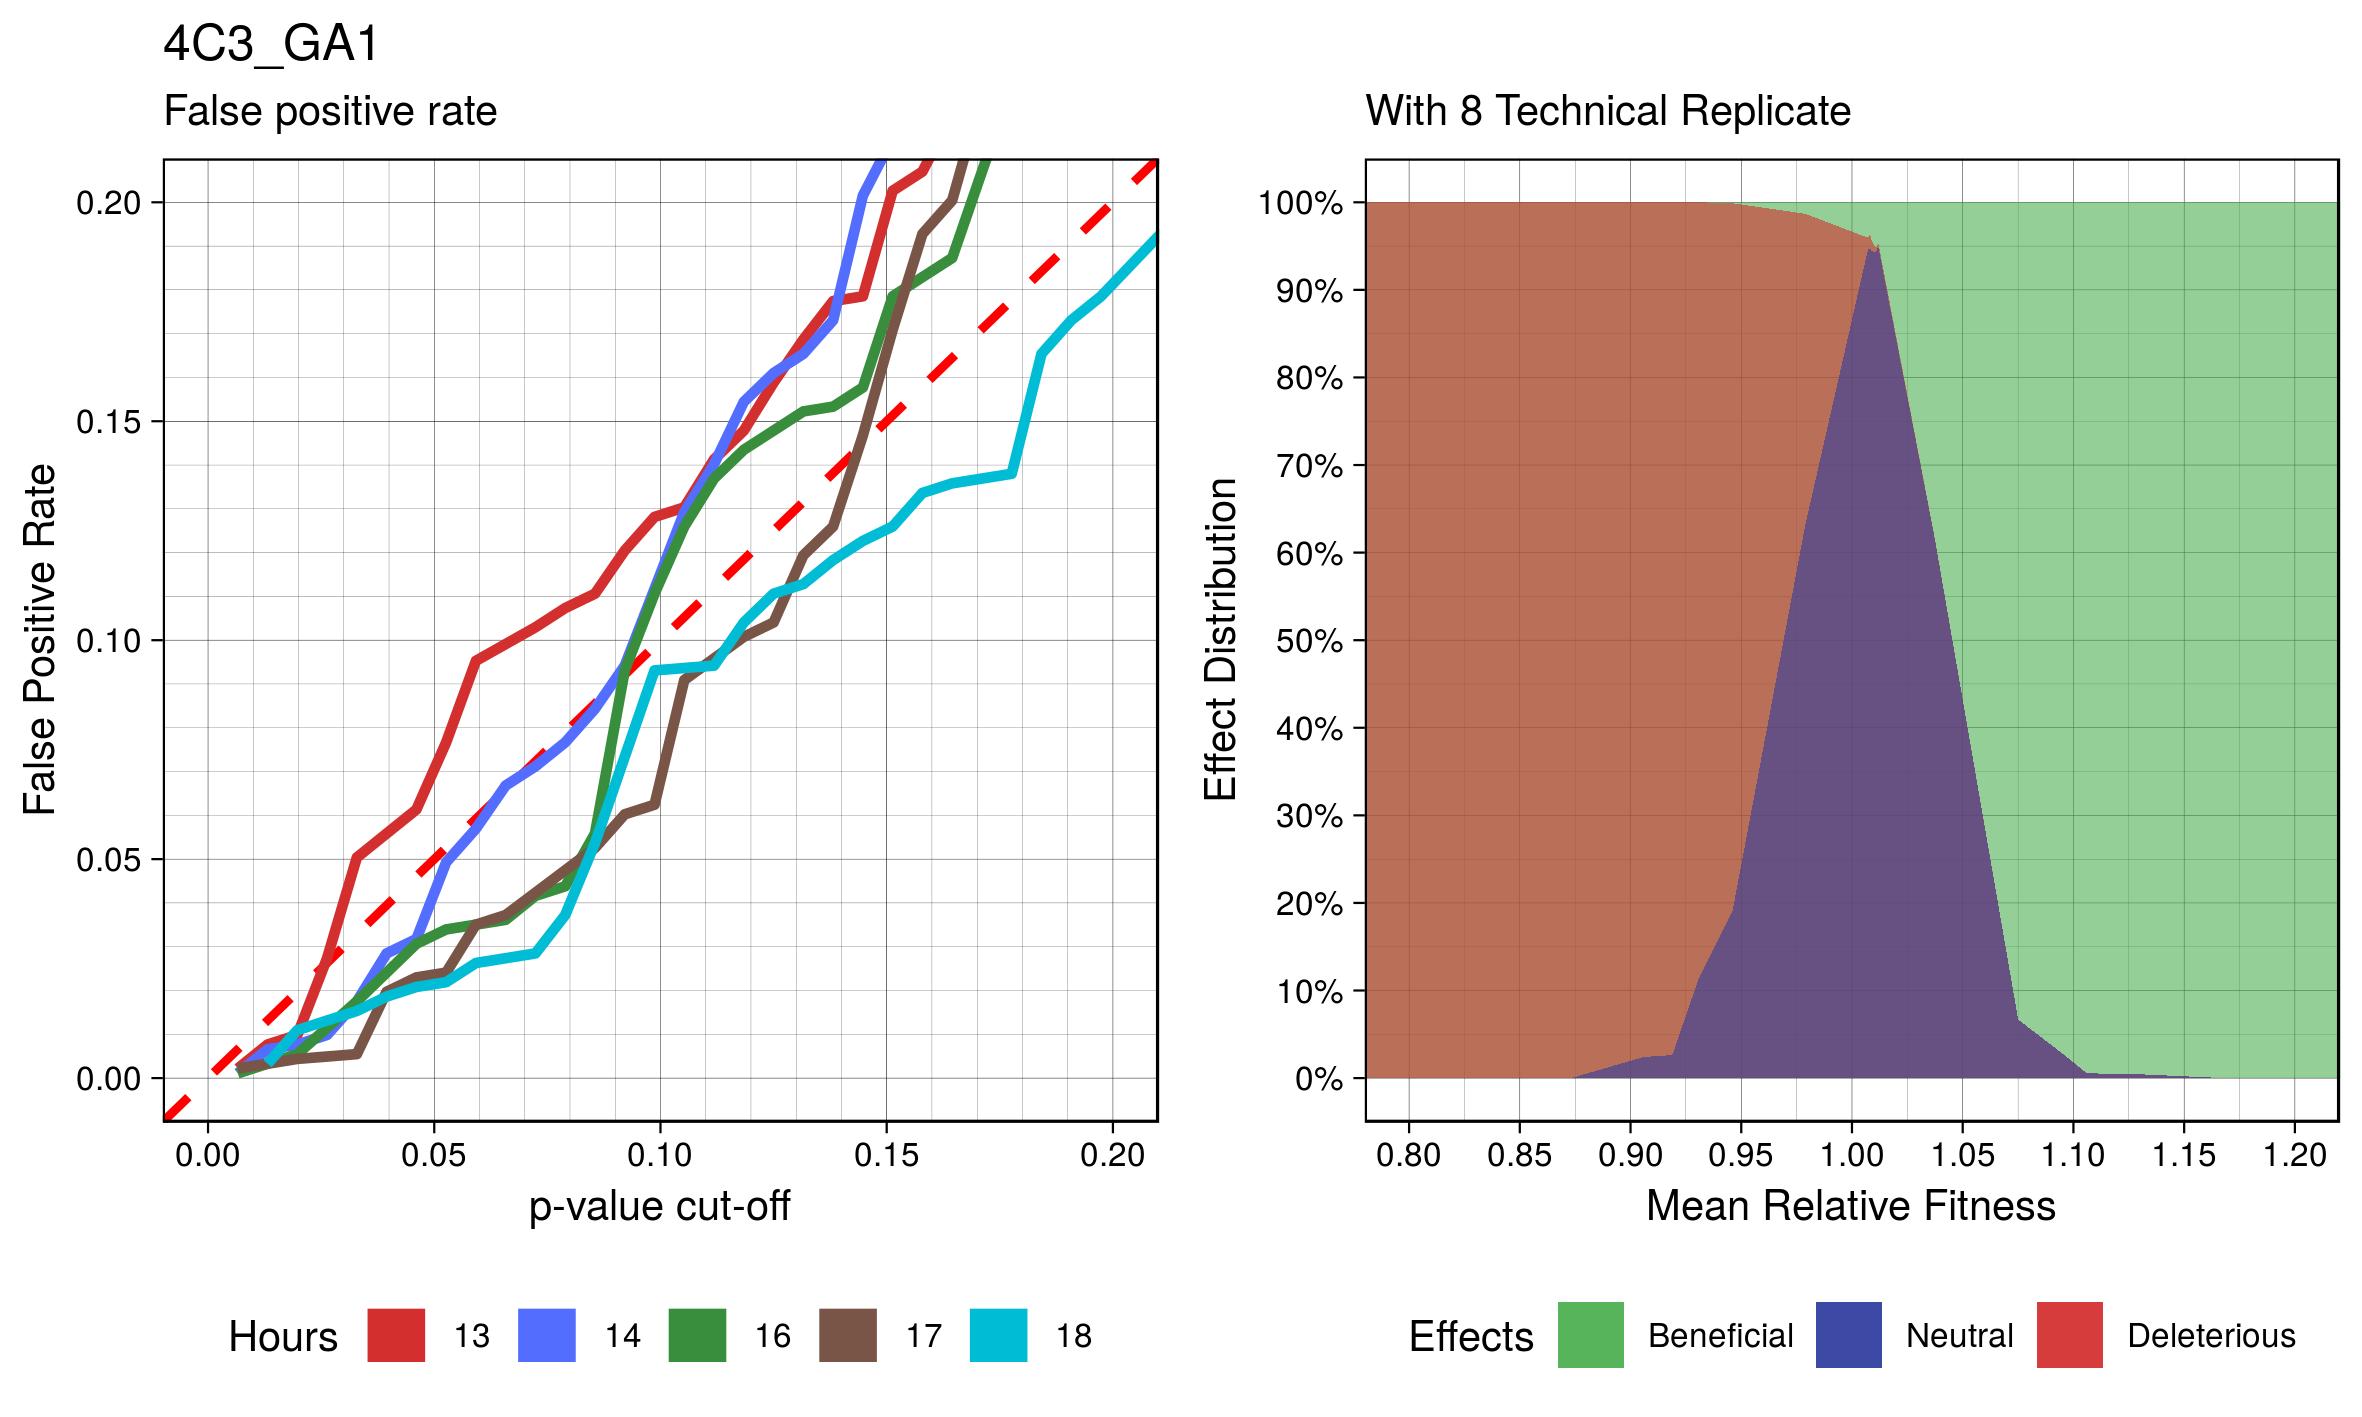 4C3_GA1
False positive rate
False Positive Rate
0.20
0.15
0.10
0.05
0.00
0.00 0.05 0.10 0.15 0.20
p-value cut-off
Hours 13 14 16 17 18
With 8 Technical Replicate
Effect Distribution
100%
90%
80%
70%
60%
50%
40%
30%
20%
10%
0%
0.80 0.85 0.90 0.95 1.00 1.05 1.10 1.15 1.20
Mean Relative Fitness
Effects Beneficial Neutral Deleterious